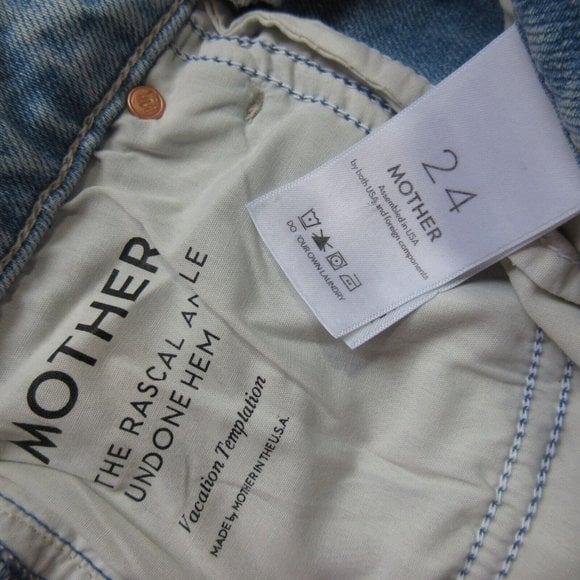 MOTHER
THE RASCAL ANKLE
UNDONE HEM
Vacation Temptation
MADE by MOTHER IN THE U.S.A.
24
MOTHER
Assembled in USA
by both USA and foreign components
DO YOUR OWN LAUNDRY